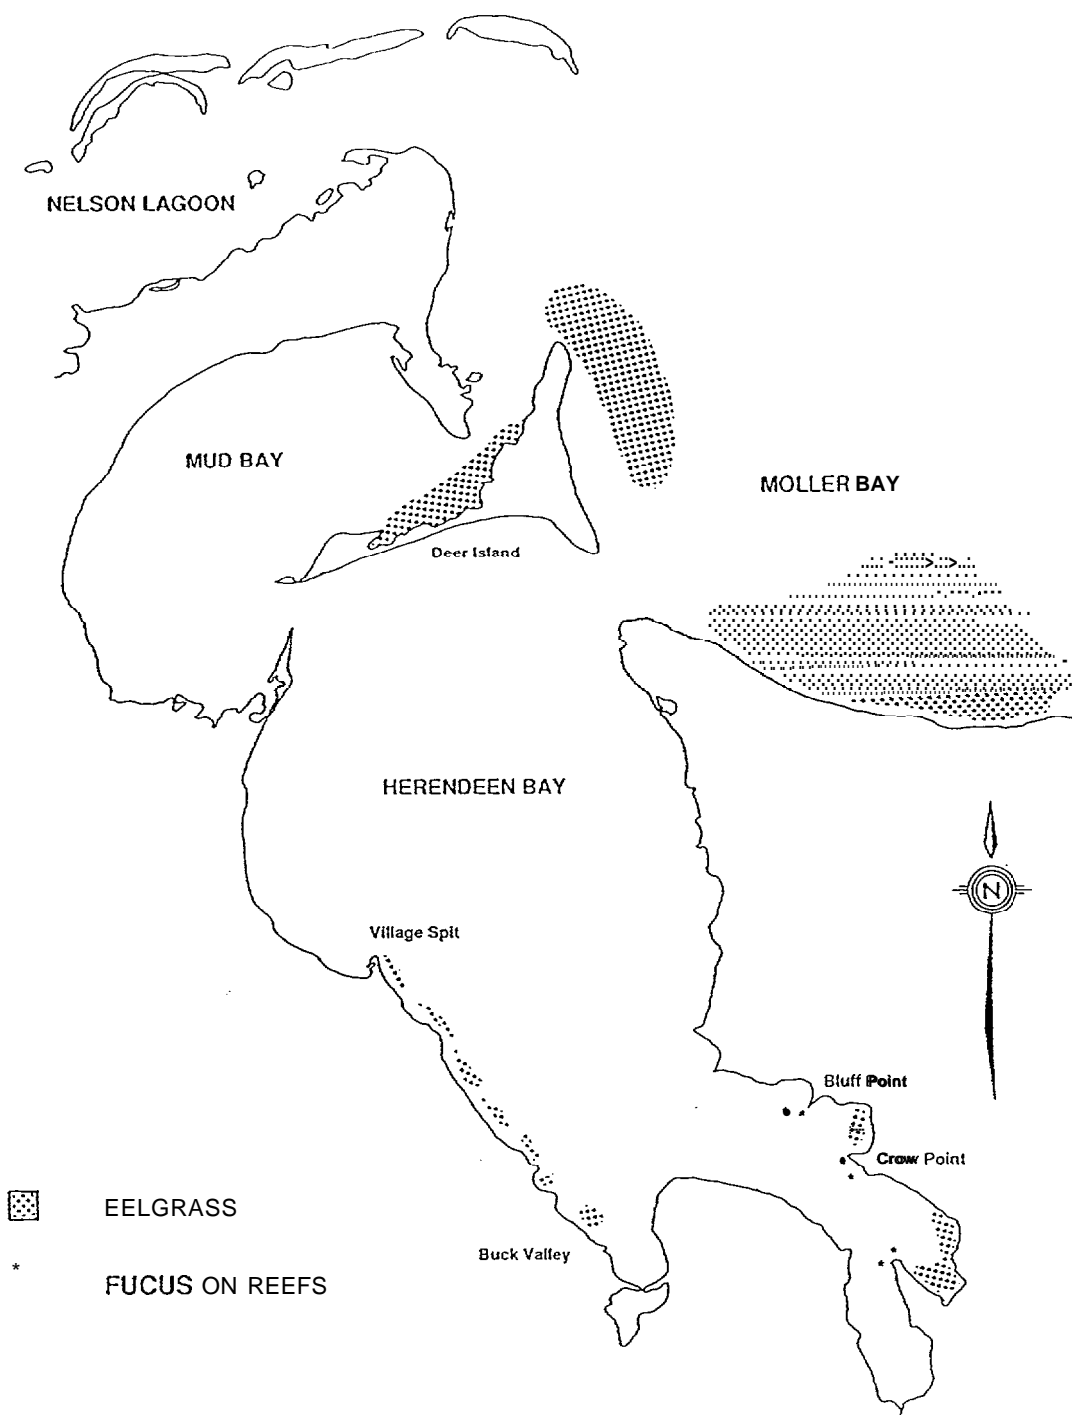 NELSON LAGOON
MUD BAY
MOLLER BAY
Deer Island
HERENDEEN BAY
N
Village Spit
Bluff Point
Crow Point
EELGRASS
Buck Valley
*
FUCUS ON REEFS